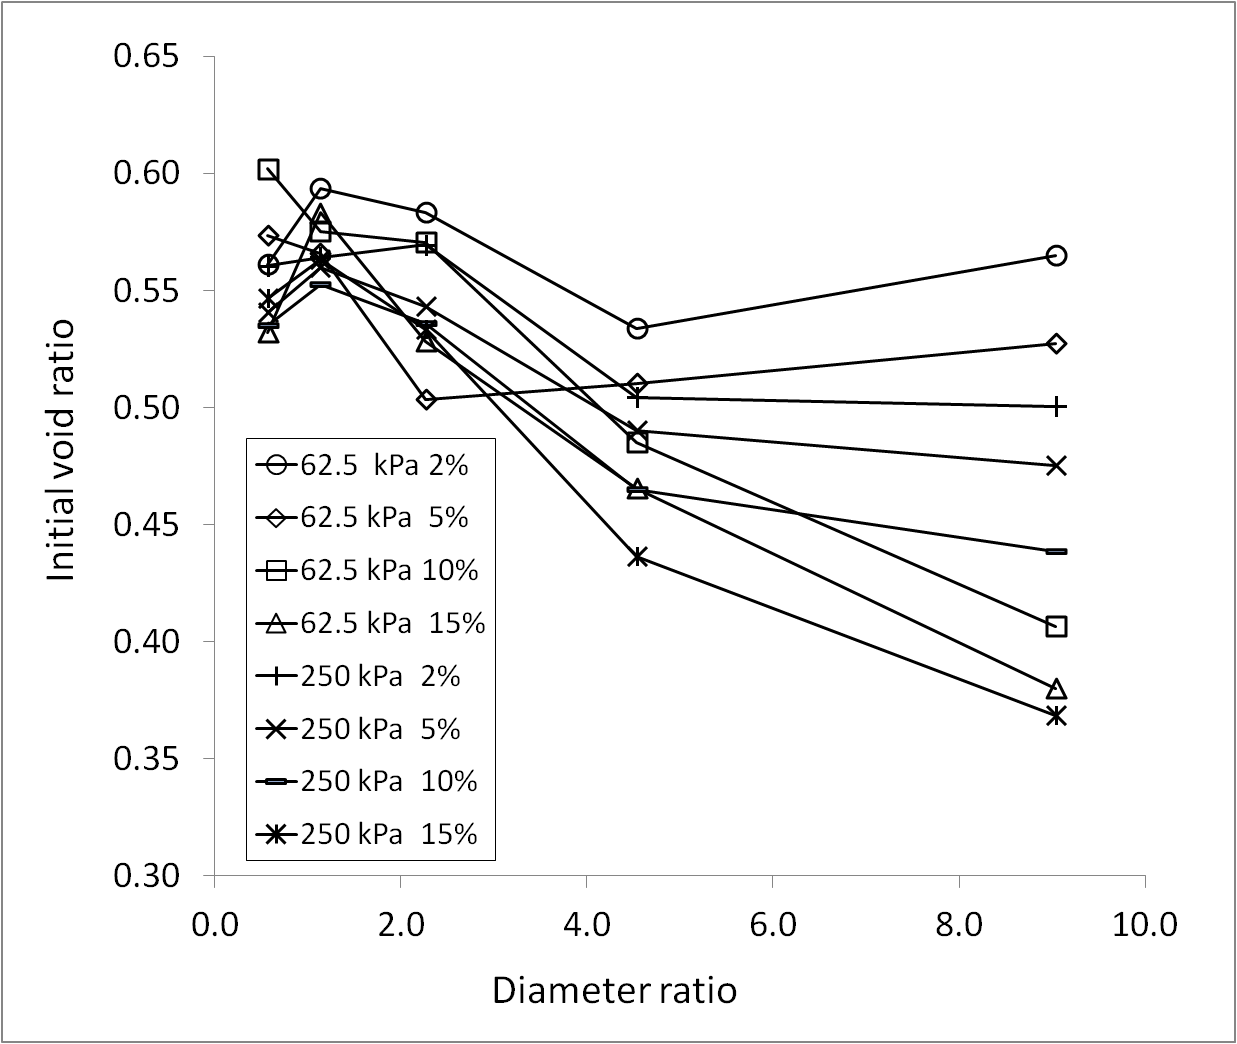 0.65
0.60
0.55
0.50
0.45
0.40
0.35
0.30
Initial void ratio
62.5  kPa 2%
62.5 kPa  5%
62.5 kPa 10%
62.5 kPa  15%
250 kPa  2%
250 kPa  5%
250 kPa  10%
250 kPa  15%
0.0 2.0 4.0 6.0 8.0 10.0
Diameter ratio